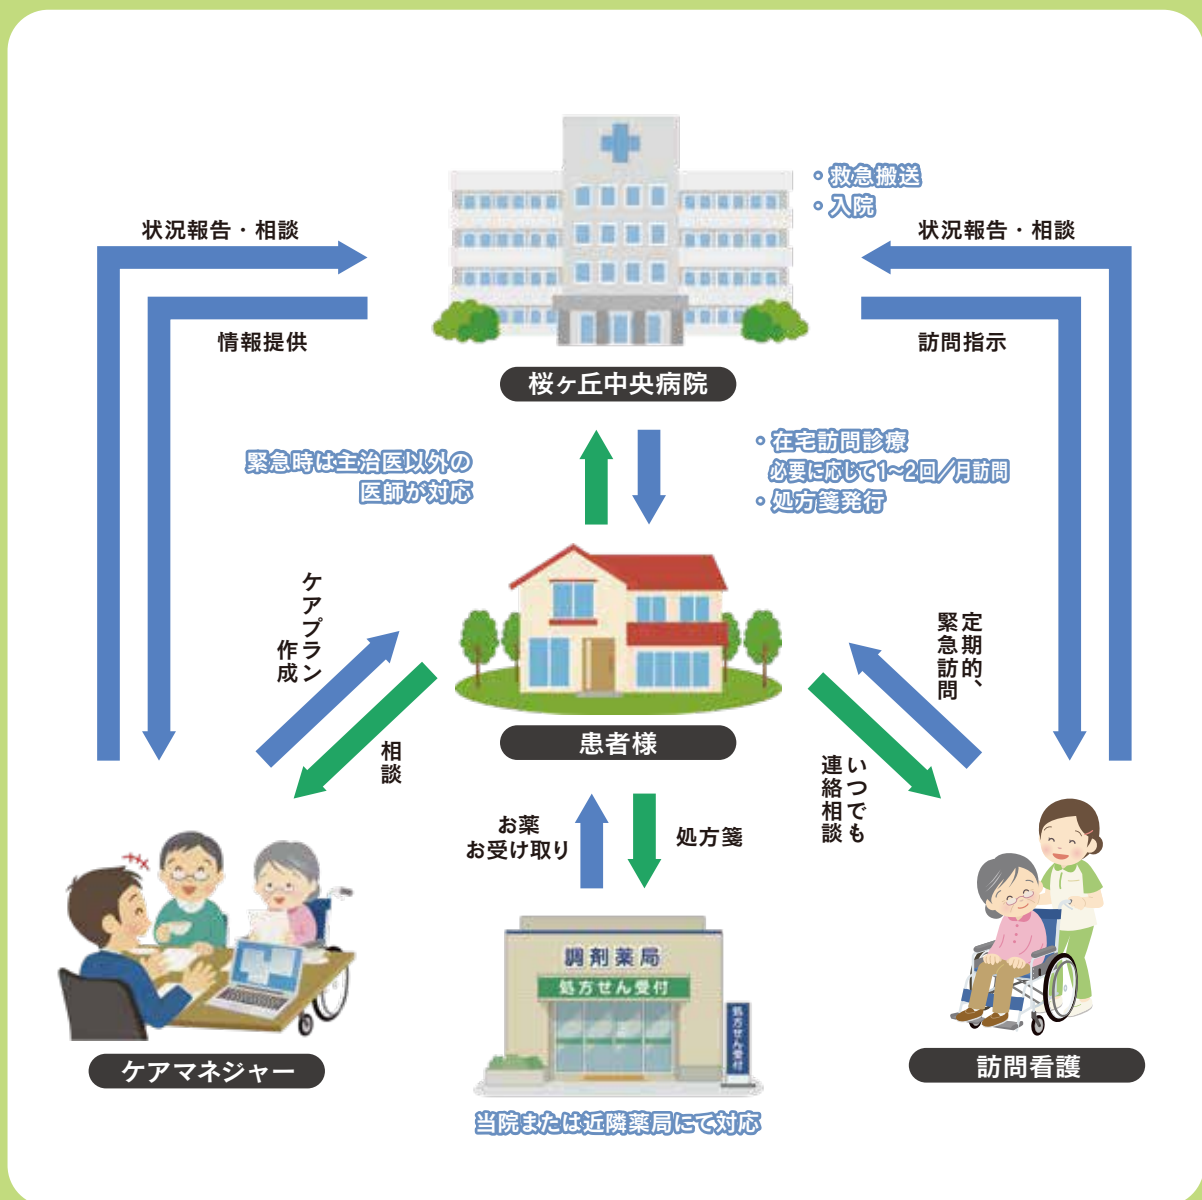 ・救急搬送
・入院
状況報告・相談
状況報告・相談
情報提供
訪問指示
桜ヶ丘中央病院
緊急時は主治医以外の
医師が対応
・在宅訪問診療
必要に応じて1~2回/月訪問
・処方箋発行
ケアプラン
作成
定期的、
緊急訪問
患者様
相談
いつでも
連絡相談
お薬
お受け取り
処方箋
調剤薬局
処方せん受付
処方せん受付
ケアマネジャー
訪問看護
当院または近隣薬局にて対応